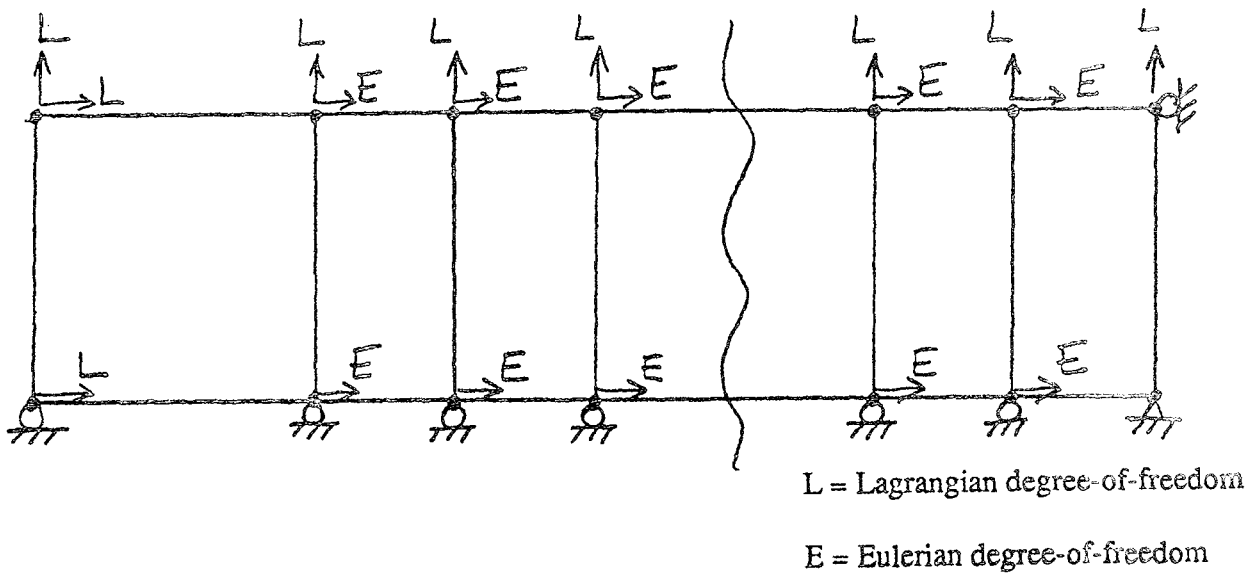 L L L L L L L
L E E E E E
L E E E E E
L = Lagrangian degree-of-freedom
E = Eulerian degree-of-freedom